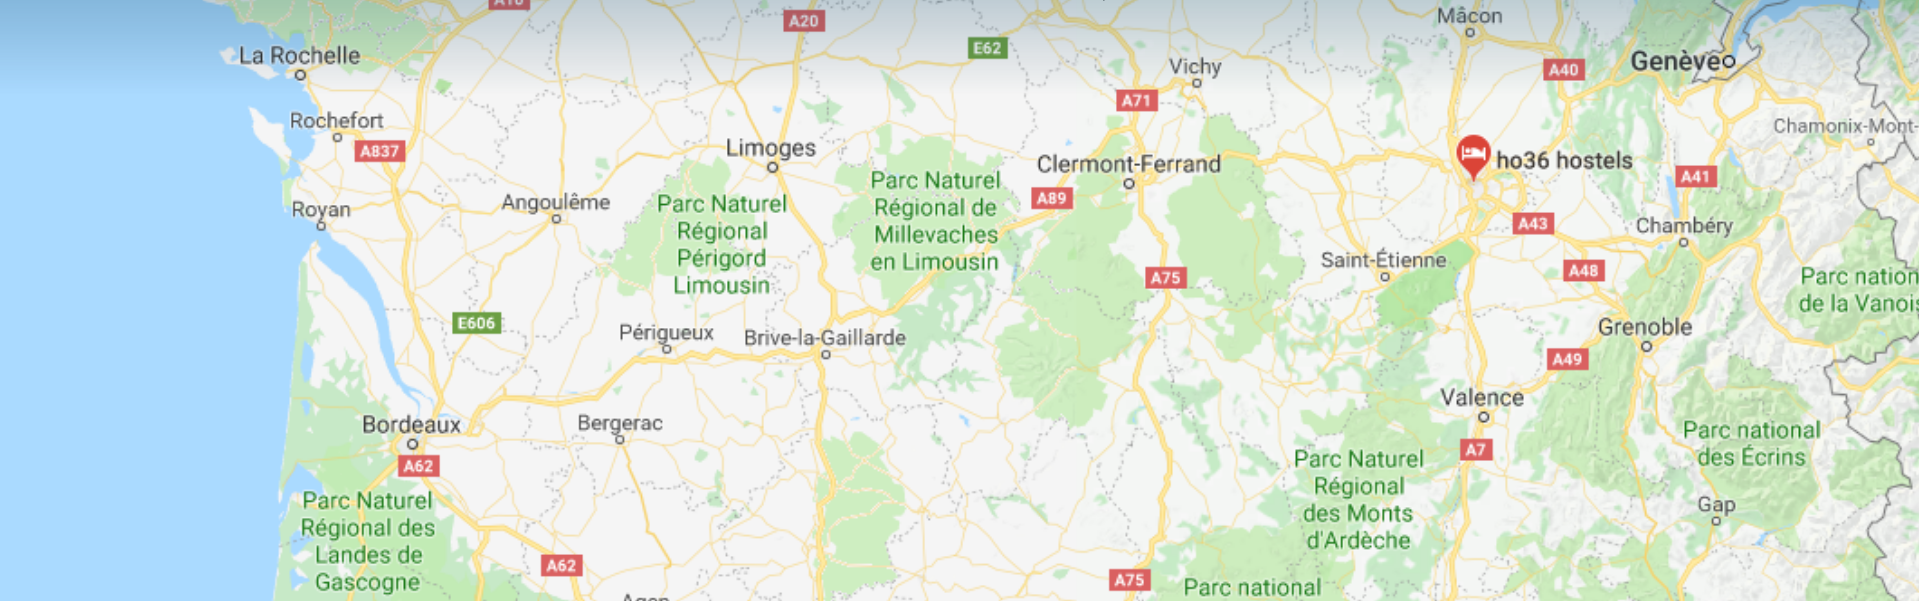 A10
A20
Mâcon
La Rochelle
E62
Vichy
A40
Genève
A71
Rochefort
A837
Limoges
Clermont-Ferrand
ho36 hostels
Chamonix-Mont-
Parc Naturel
Régional de
Millevaches
en Limousin
A89
A41
Royan
Angoulême
Parc Naturel
Régional
Périgord
Limousin
A43
Chambéry
Saint-Étienne
A75
A48
Parc nation
de la Vanois
E606
Périgueux
Brive-la-Gaillarde
Grenoble
A49
Valence
Bordeaux
Bergerac
A62
A7
Parc national
des Écrins
Parc Naturel
Régional
des Monts
d'Ardèche
Parc Naturel
Régional des
Landes de
Gascogne
Gap
A62
A75
Parc national
Agen